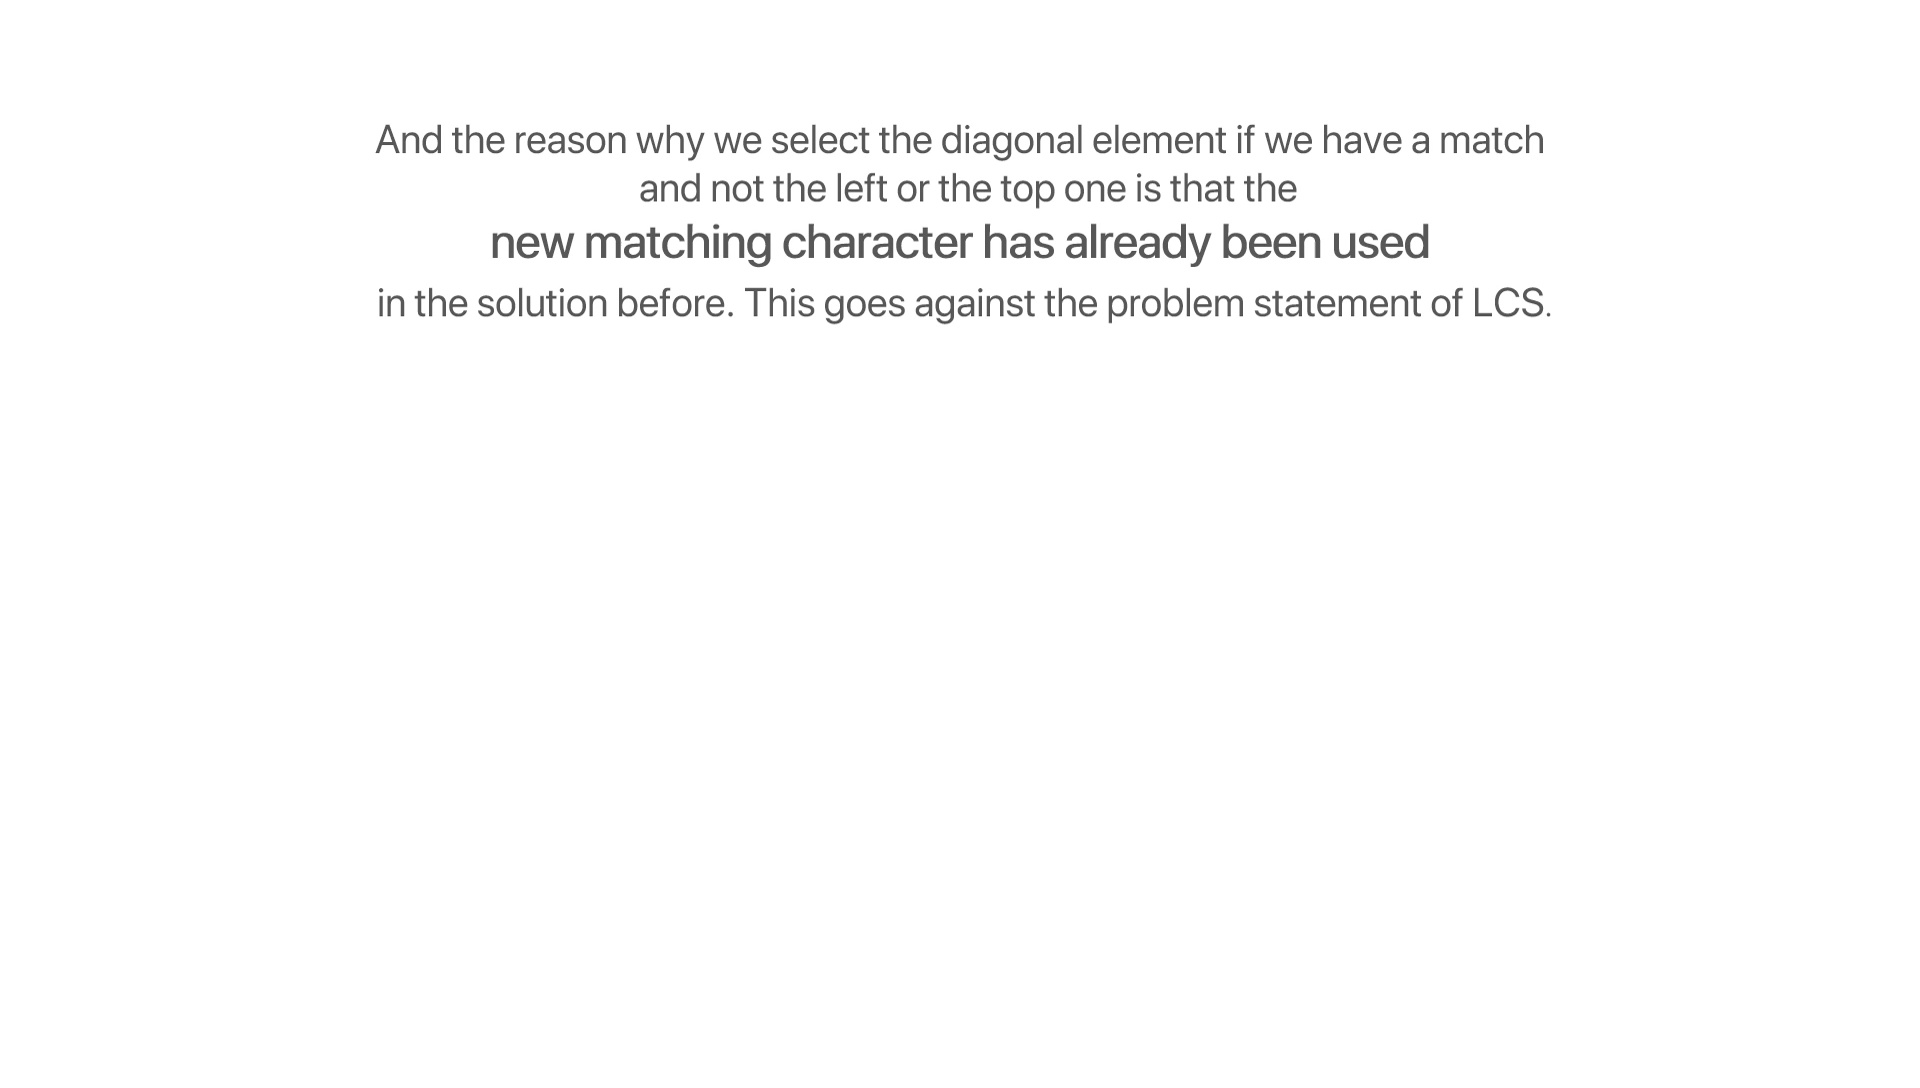 And the reason why we select the diagonal element if we have a match
and not the left or the top one is that the
new matching character has already been used
in the solution before. This goes against the problem statement of LCS.